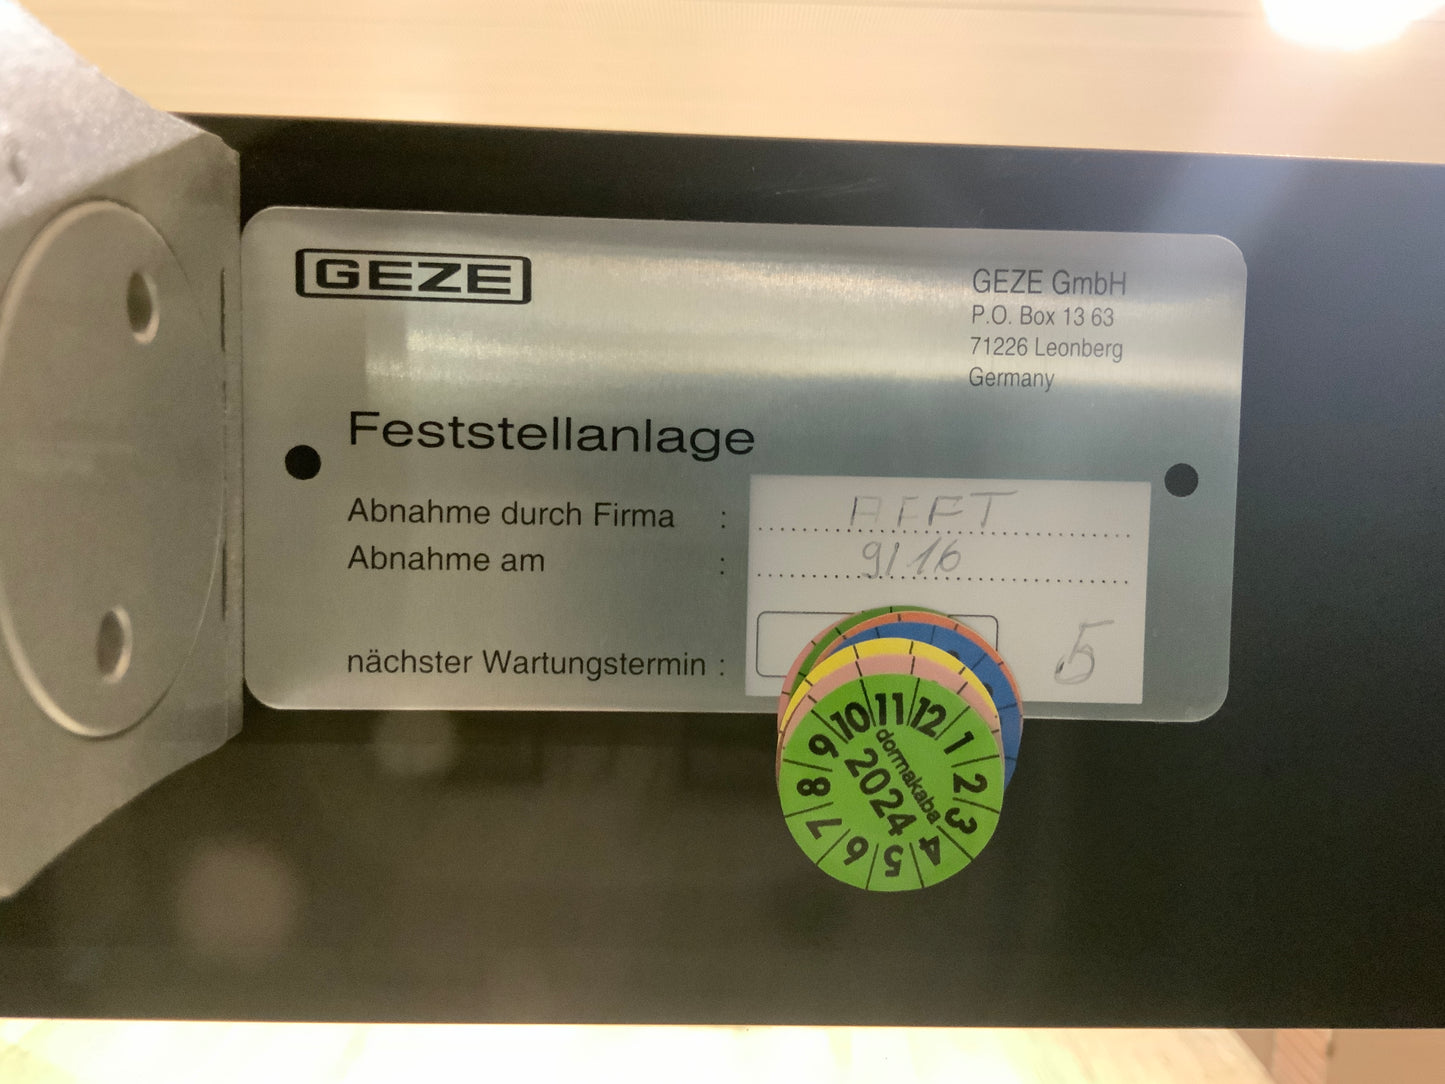 GEZE
GEZE GmbH
P.O. Box 13 63
71226 Leonberg
Germany
Feststellanlage
Abnahme durch Firma :
Abnahme am : 9/16
nächster Wartungstermin : 5
10 11 12 1 2 3 4 5 6 7 8 9
dormakaba
2024